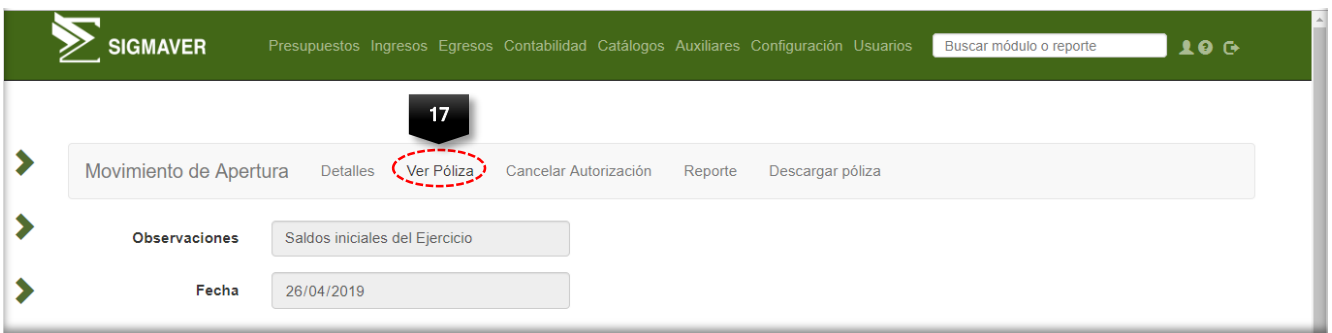 SIGMAVER Presupuestos Ingresos Egresos Contabilidad Catálogos Auxiliares Configuración Usuarios Buscar módulo o reporte
17
Movimiento de Apertura Detalles Ver Póliza Cancelar Autorización Reporte Descargar póliza
Observaciones Saldos iniciales del Ejercicio
Fecha 26/04/2019